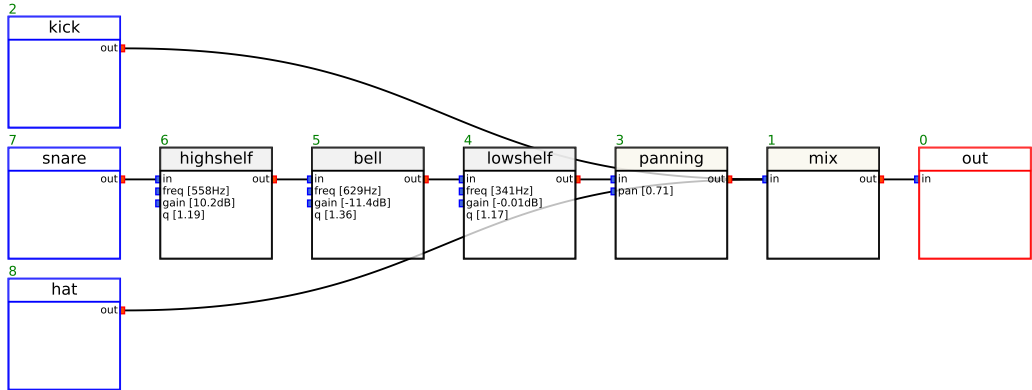 2
kick
out
7
snare
out
6
highshelf
in out
freq [558Hz]
gain [10.2dB]
q [1.19]
5
bell
in out
freq [629Hz]
gain [-11.4dB]
q [1.36]
4
lowshelf
in out
freq [341Hz]
gain [-0.01dB]
q [1.17]
3
panning
in out
pan [0.71]
1
mix
in out
0
out
in
8
hat
out